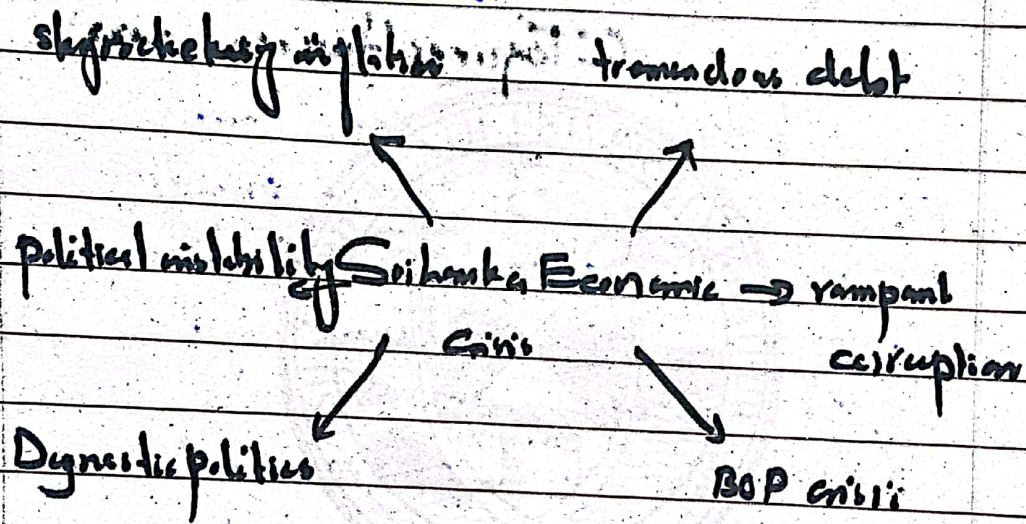 skyrocketing inflation tremendous debt
political instability Srilanka Economic → rampant
Crisis corruption
Dynastic politics
BOP crisis